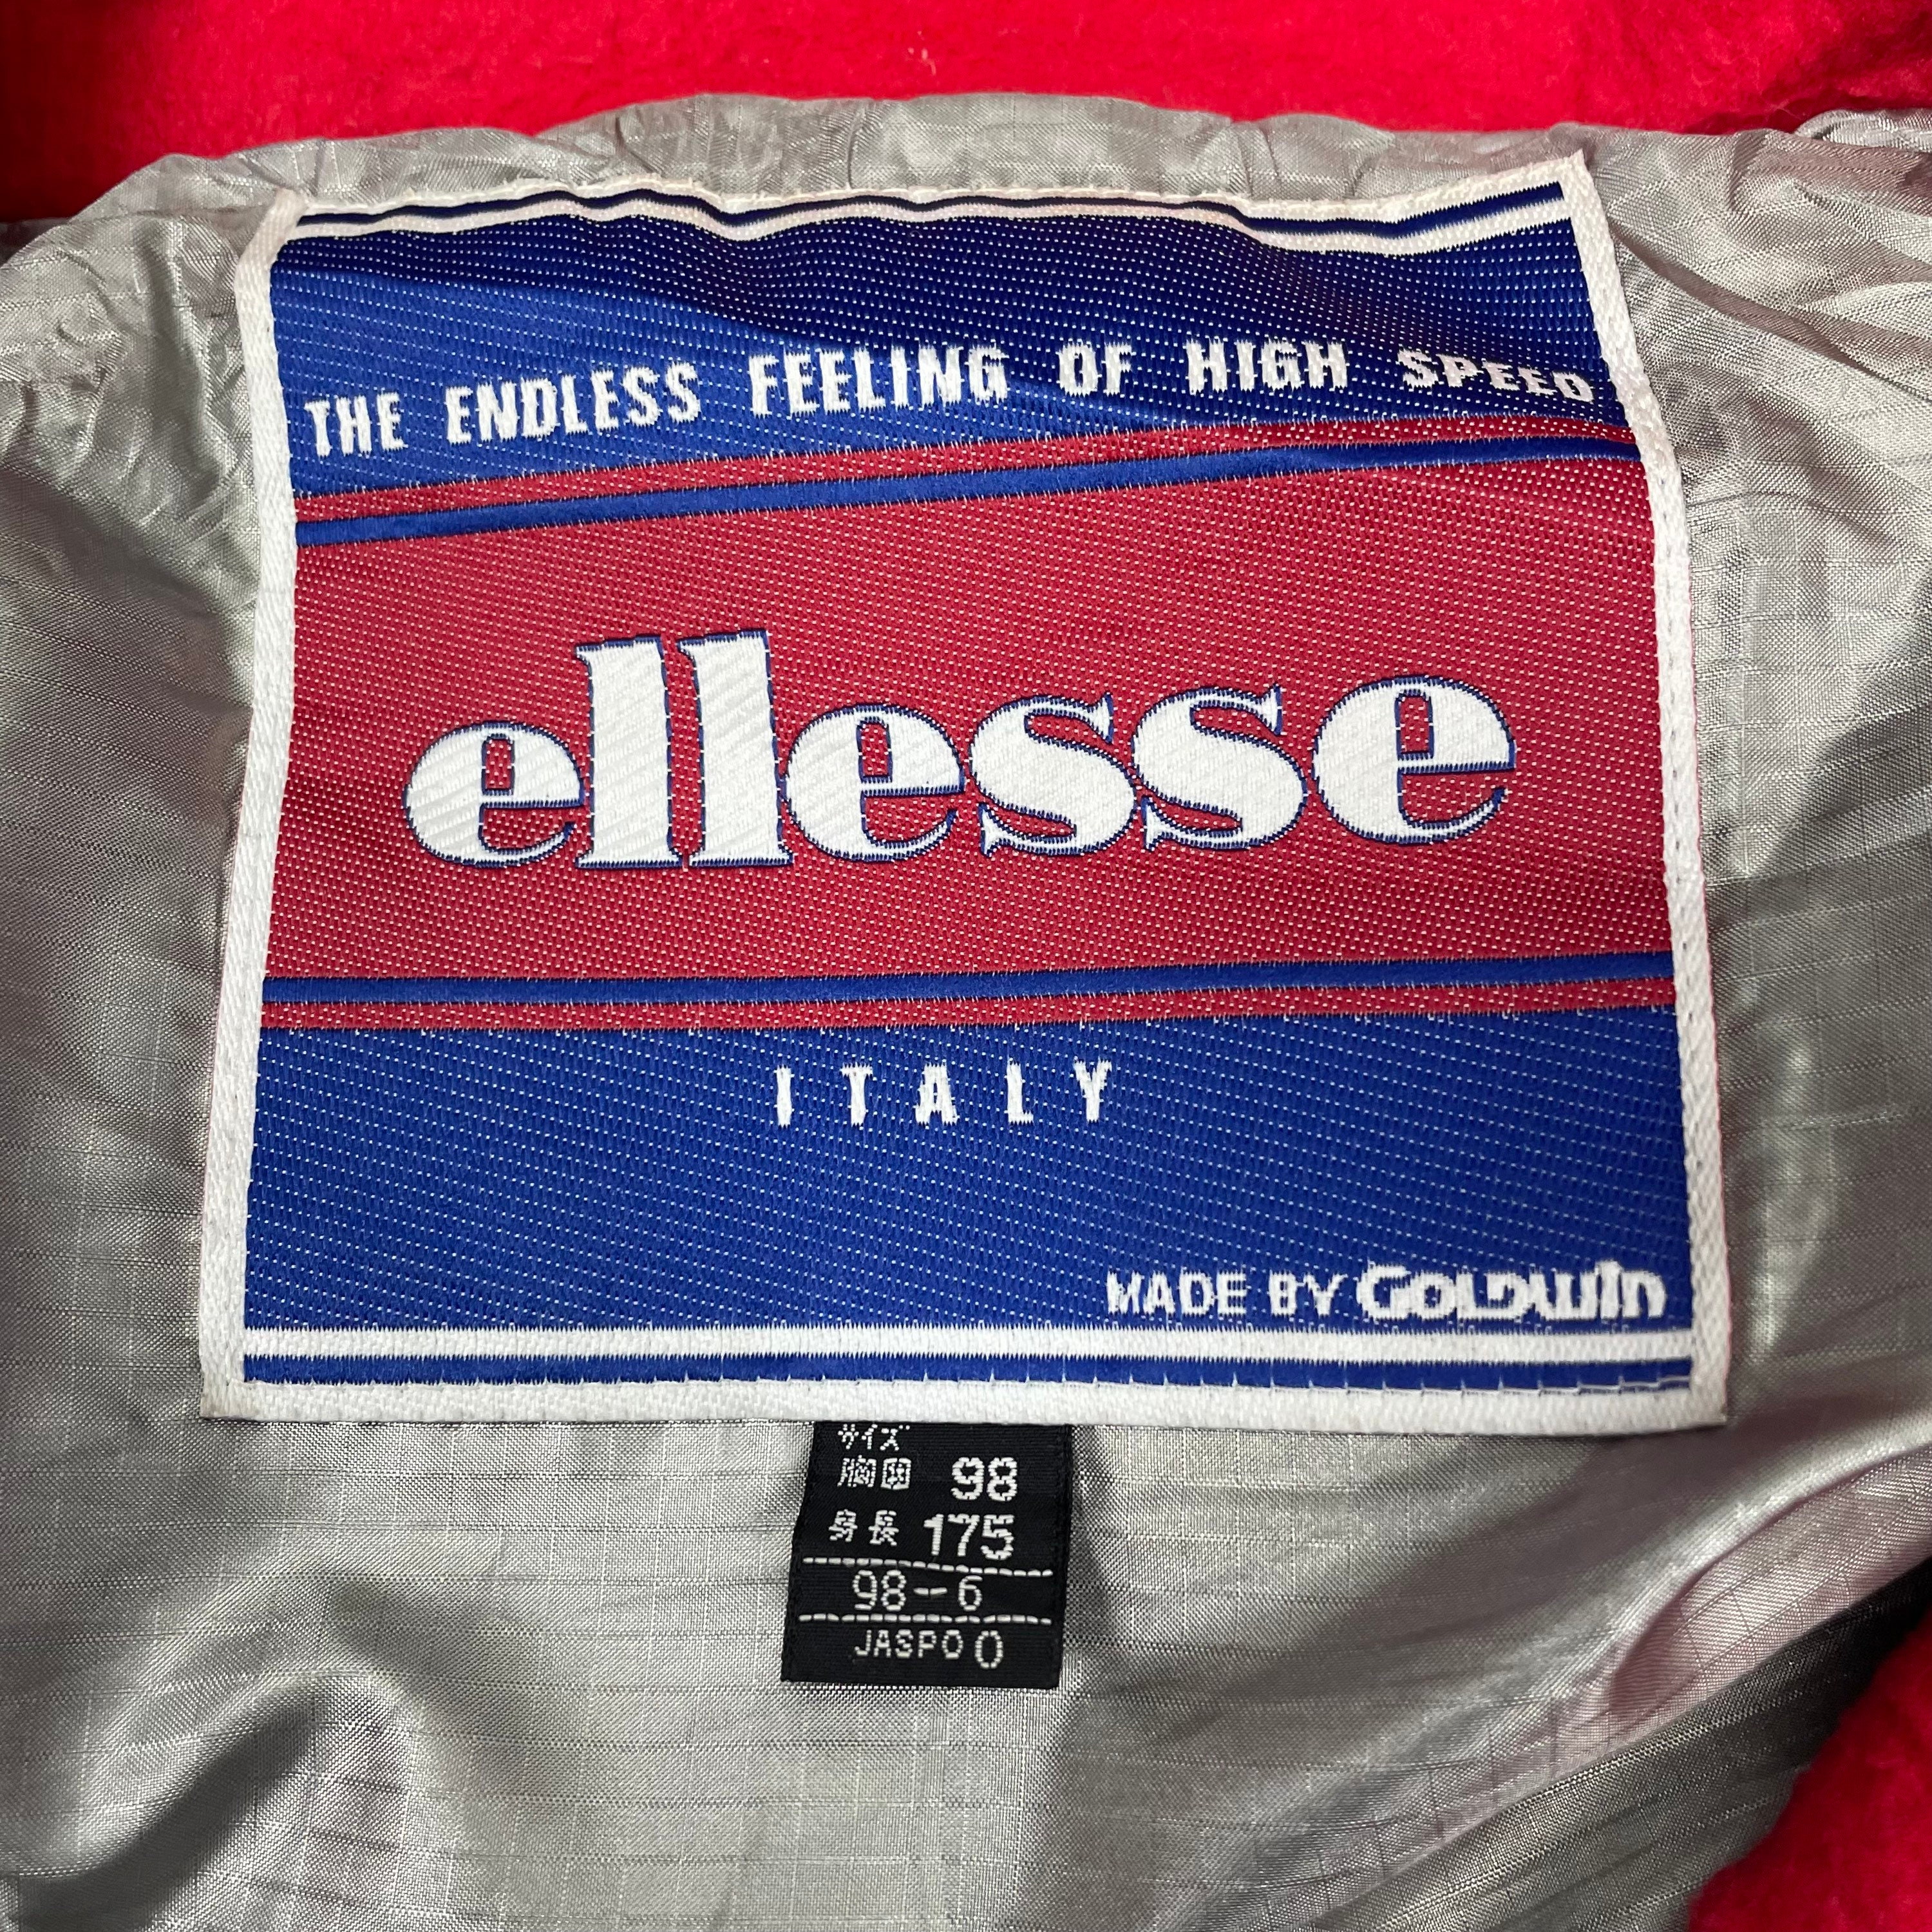 THE ENDLESS FEELING OF HIGH SPEED
ellesse
ITALY
MADE BY GOLDWIN
サイズ
胸囲 98
身長 175
98-6
JASPO O